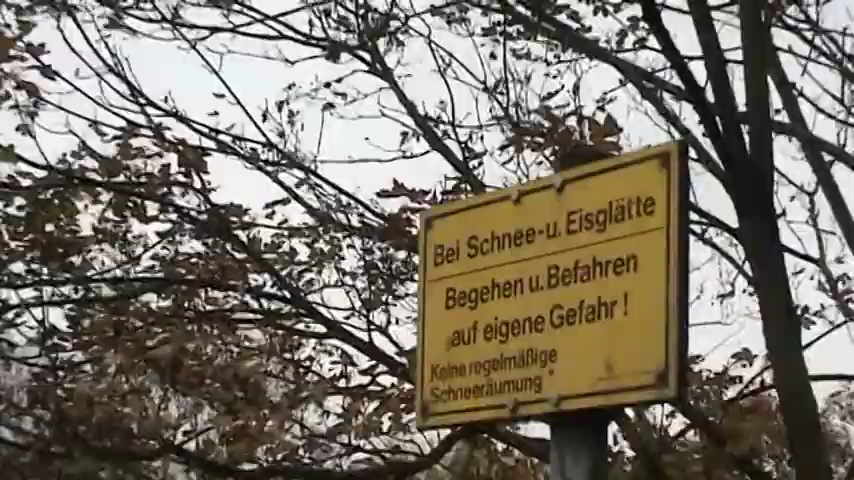 Bei Schnee-u. Eisglätte
Begehen u. Befahren
auf eigene Gefahr !
Keine regelmäßige
Schneeräumung